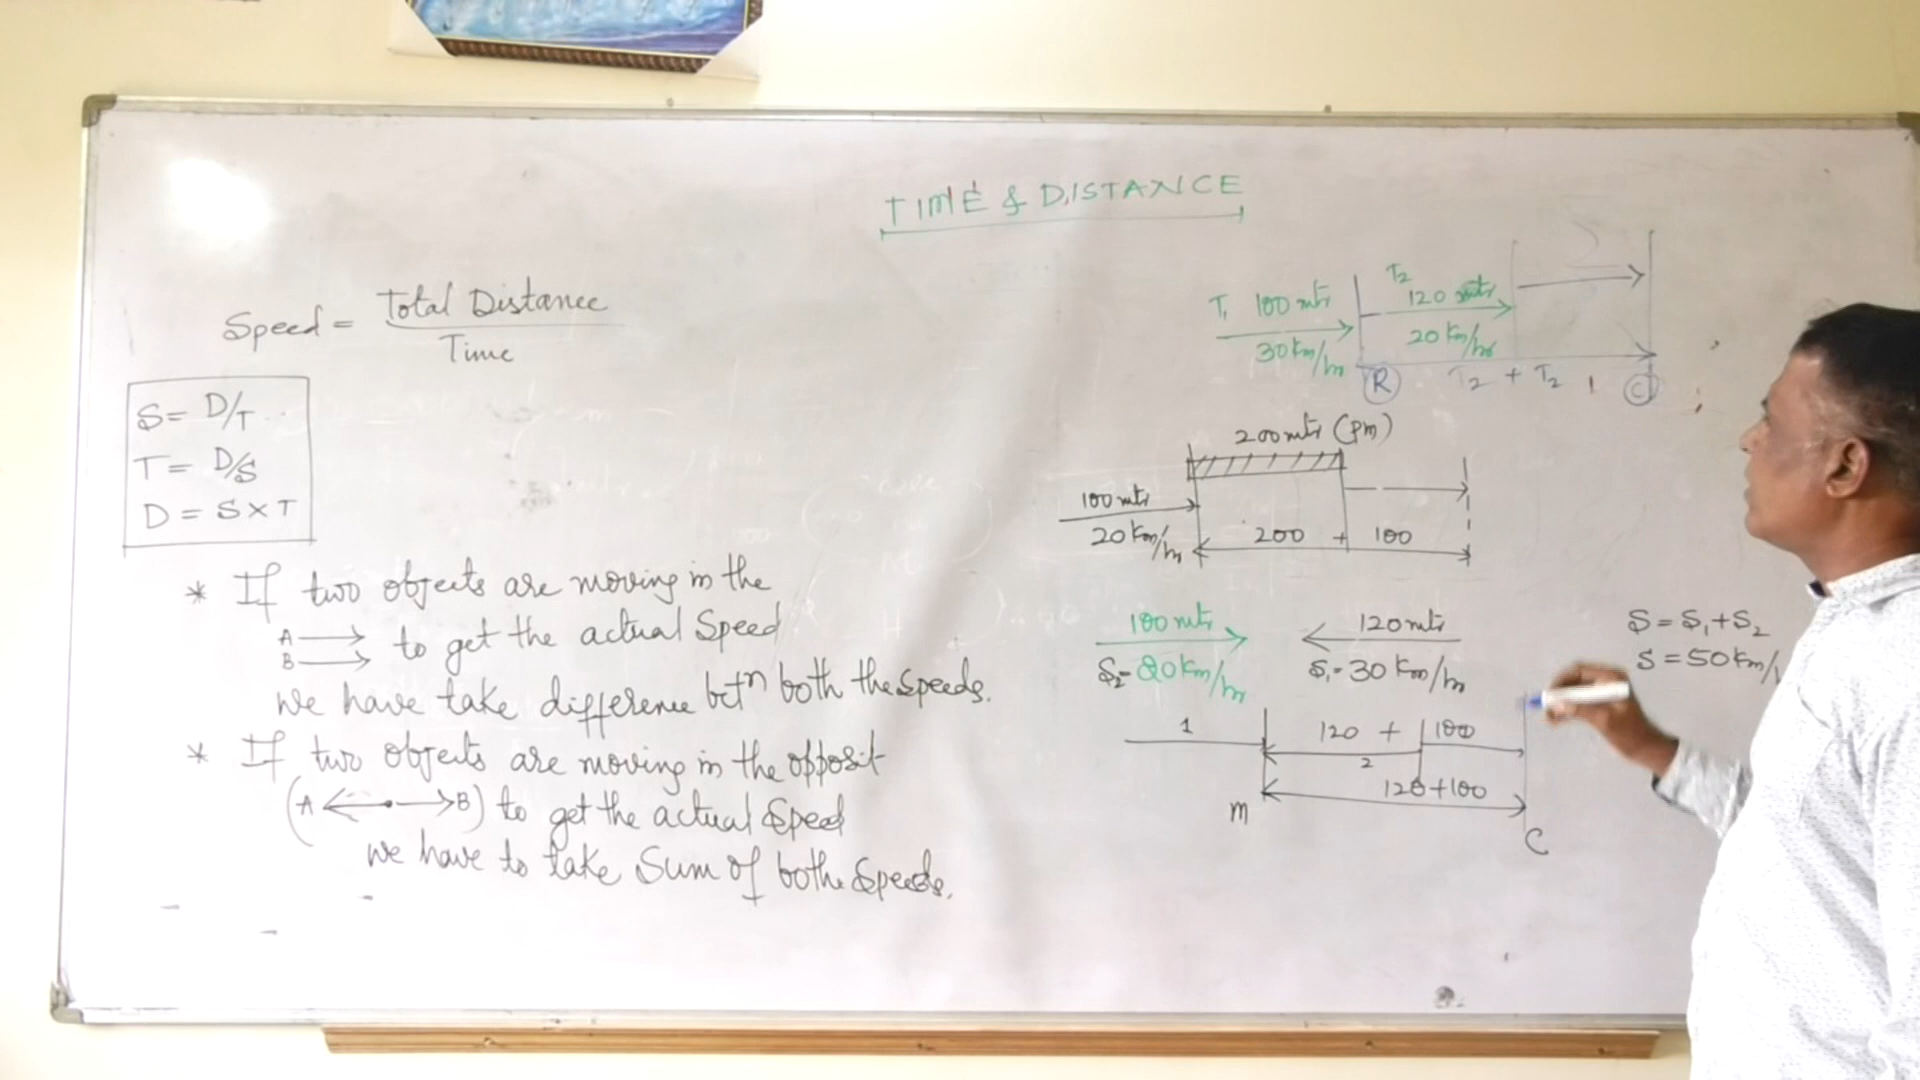 TIME & DISTANCE
Speed = Total Distance
Time
S = D/T
T = D/S
D = S X T
* If two objects are moving in the
A
B
to get the actual Speed
we have take difference betn both the speeds.
* If two objects are moving in the opposit
(A B) to get the actual Speed
we have to take Sum of bothe Speeds.
T1 100 mtr
30 Km/hr
T2
120 mtr
20 Km/hr
R T2 + T2 C
200 mtr (Pm)
100 mtr
20 Km/hr
200 + 100
100 mtr
S2 = 20 Km/hr
120 mtr
S1 = 30 Km/hr
S = S1 + S2
S = 50 Km/
1
120 + 100
2
120 + 100
m
C